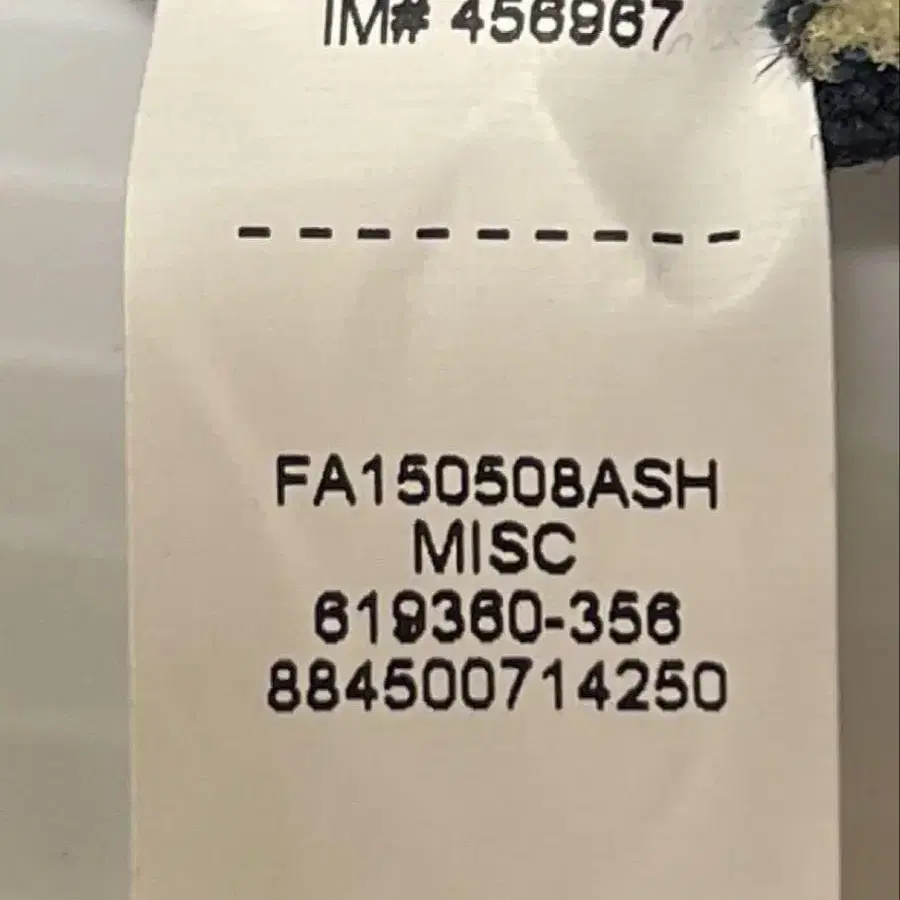 IM# 456967
---------
FA150508ASH
MISC
619360-356
884500714250